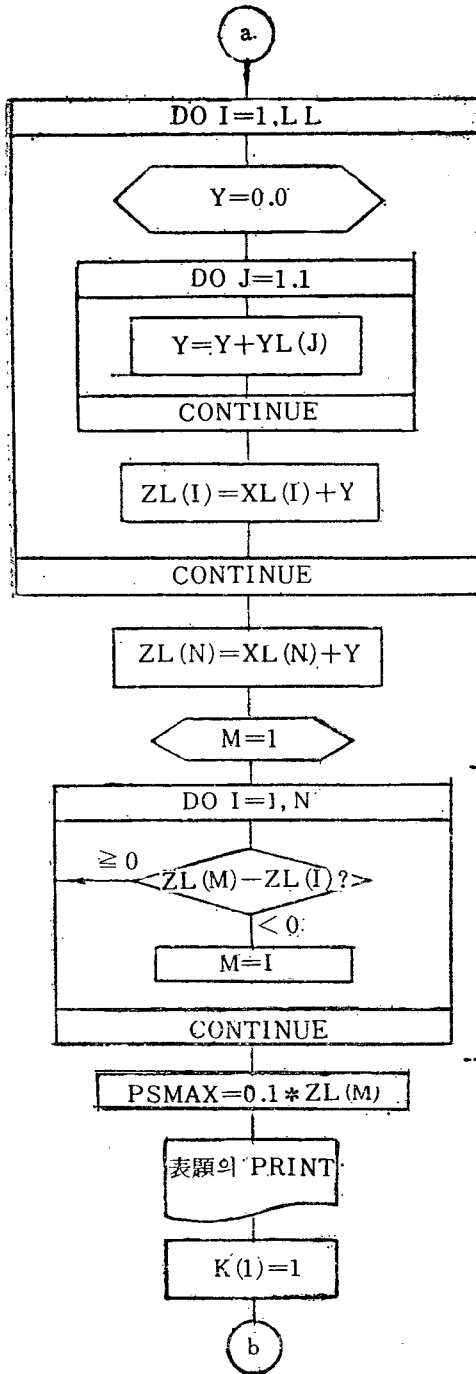 a.
DO I=1,LL
Y=0.0
DO J=1.1
Y=Y+YL(J)
CONTINUE
ZL(I)=XL(I)+Y
CONTINUE
ZL(N)=XL(N)+Y
M=1
DO I=1,N
≧0
ZL(M)-ZL(I)?
<0
M=I
CONTINUE
PSMAX=0.1*ZL(M)
表題의 PRINT
K(1)=1
b